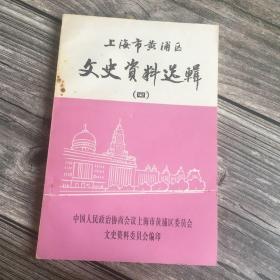 上海市黄浦区
文史資料选輯
(四)
中国人民政治协商会议上海市黄浦区委员会
文史资料委员会编印